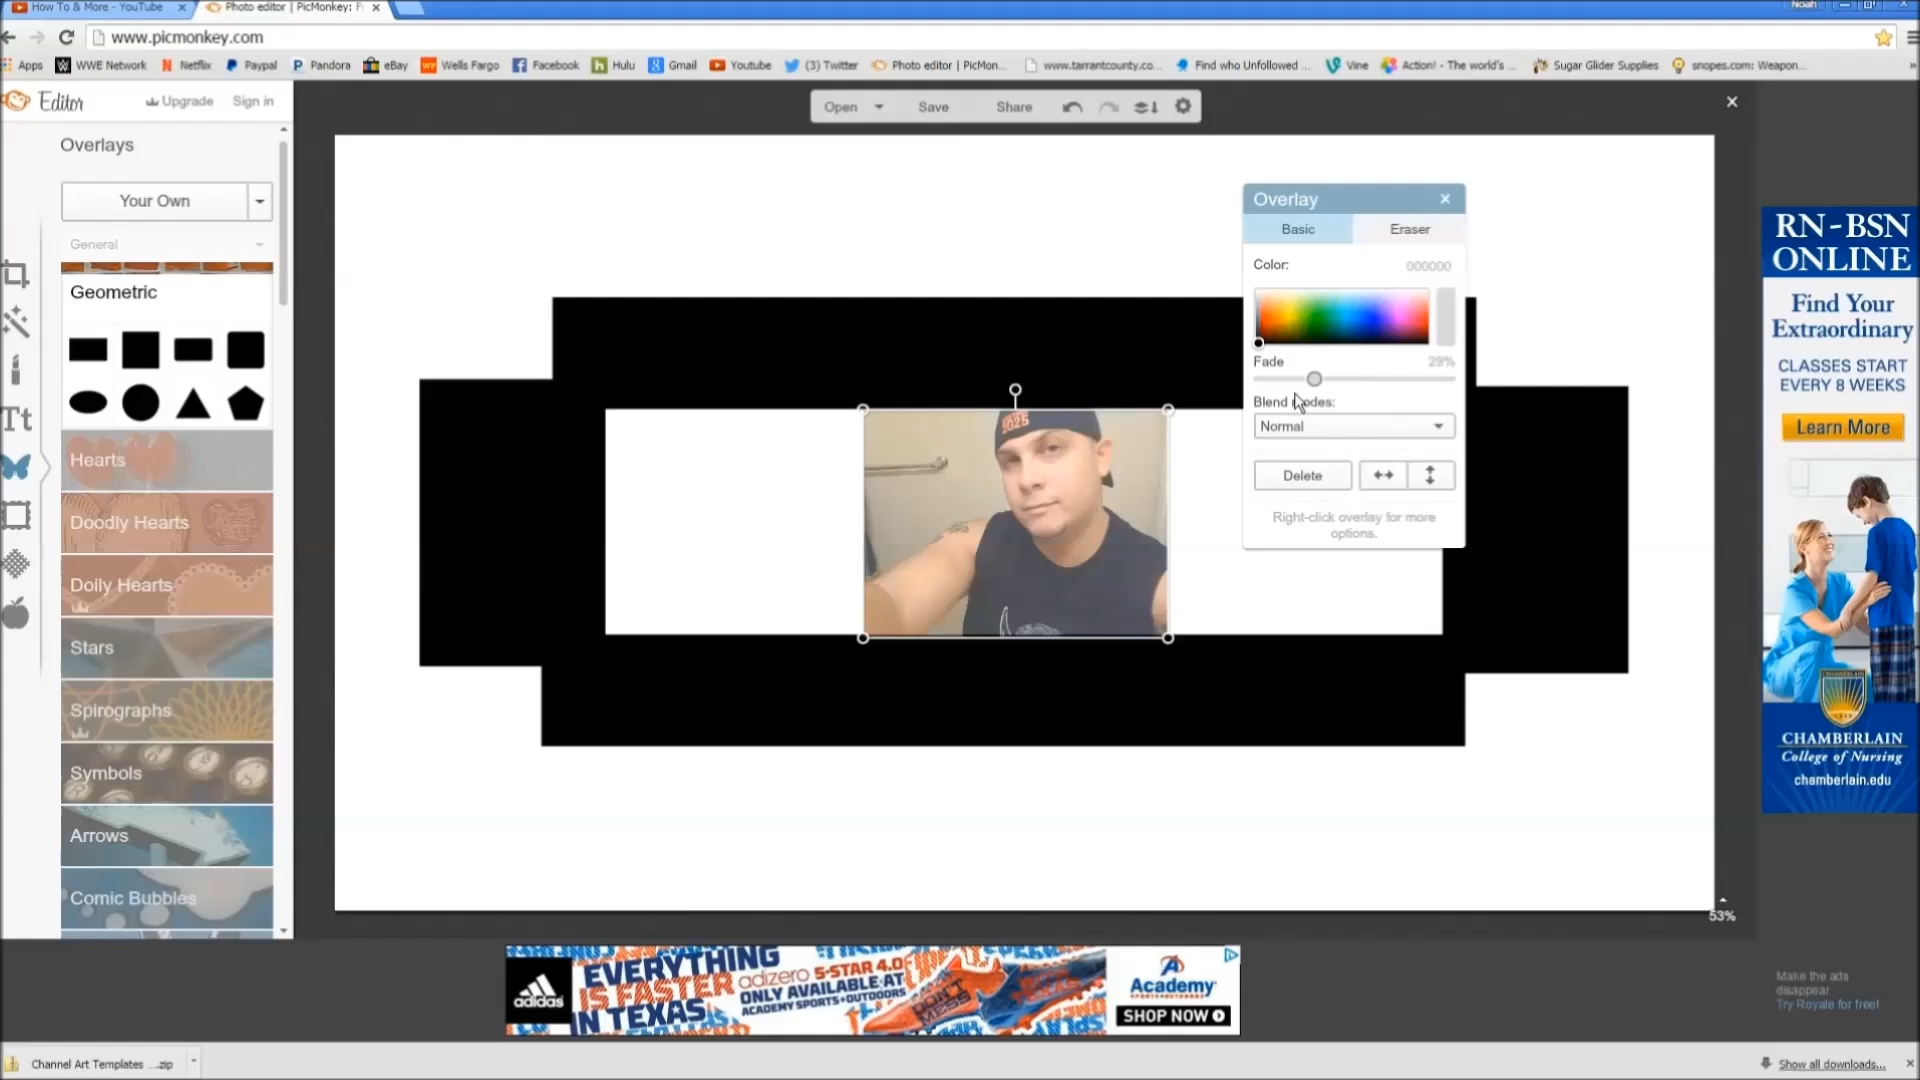 How To & More - YouTube
Photo editor | PicMonkey: F
Noah
www.picmonkey.com
Apps
WWE Network
Netflix
Paypal
Pandora
eBay
Wells Fargo
Facebook
Hulu
Gmail
Youtube
(3) Twitter
Photo editor | PicMon...
www.tarrantcounty.co...
Find who Unfollowed ...
Vine
Action! - The world's ...
Sugar Glider Supplies
snopes.com: Weapon...
Editor
Upgrade
Sign in
Open
Save
Share
Overlays
Your Own
General
Geometric
Hearts
Doodly Hearts
Doily Hearts
Stars
Spirographs
Symbols
Arrows
Comic Bubbles
Tt
2025
Overlay
Basic
Eraser
Color:
000000
Fade
29%
Blend modes:
Normal
Delete
Right-click overlay for more
options.
53%
RN-BSN
ONLINE
Find Your
Extraordinary
CLASSES START
EVERY 8 WEEKS
Learn More
CHAMBERLAIN
College of Nursing
chamberlain.edu
adidas
EVERYTHING
IS FASTER
IN TEXAS
adizero 5-STAR 4.0
ONLY AVAILABLE AT
ACADEMY SPORTS+OUTDOORS
DON'T
MESS
Academy
SPORTS+OUTDOORS
SHOP NOW
Make the ads
disappear.
Try Royale for free!
Channel Art Templates ....zip
Show all downloads...